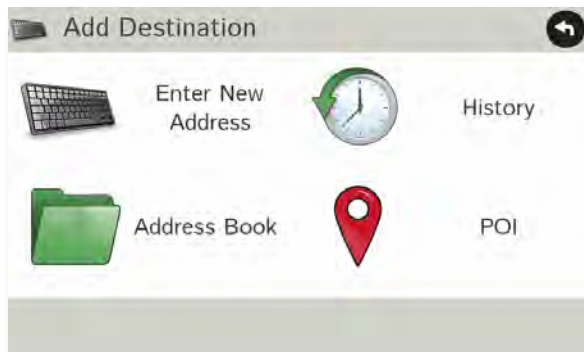 Add Destination
Enter New
Address
History
Address Book
POI